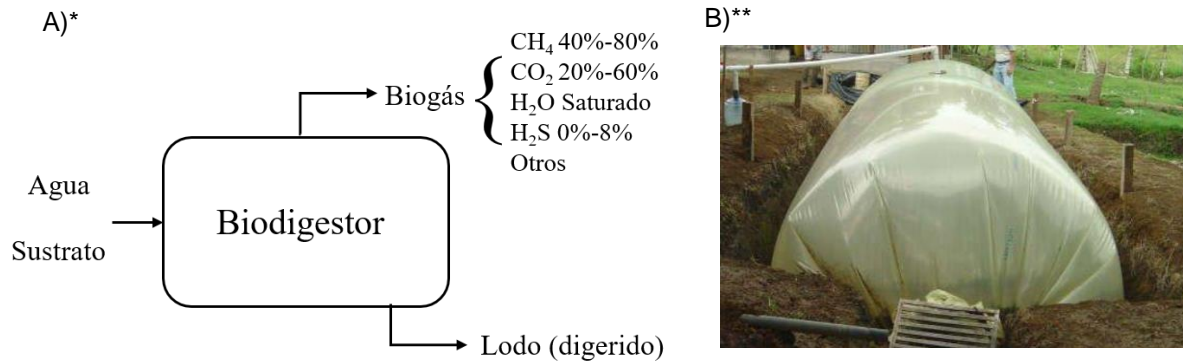 A)*
B)**
Agua
Sustrato
Biodigestor
Biogás
CH₄ 40%-80%
CO₂ 20%-60%
H₂O Saturado
H₂S 0%-8%
Otros
Lodo (digerido)